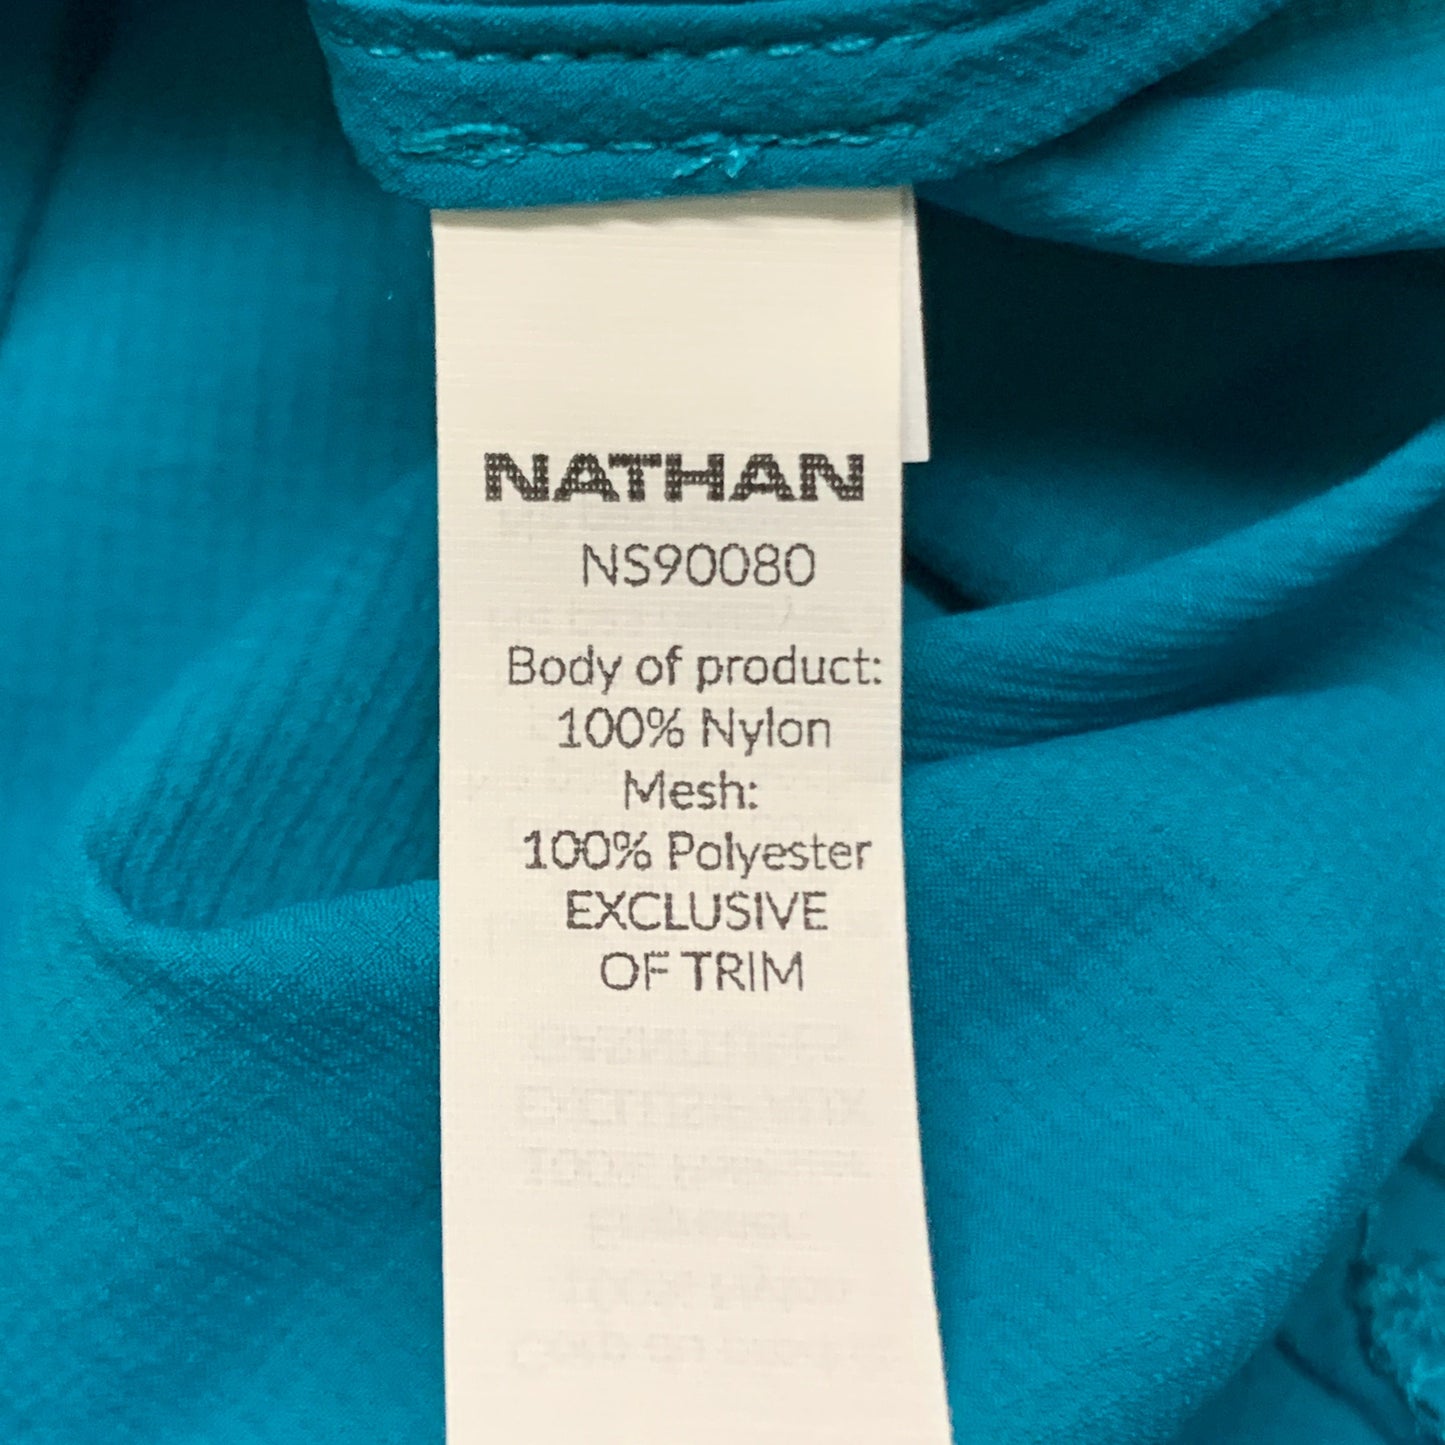 NATHAN
NS90080
Body of product:
100% Nylon
Mesh:
100% Polyester
EXCLUSIVE
OF TRIM